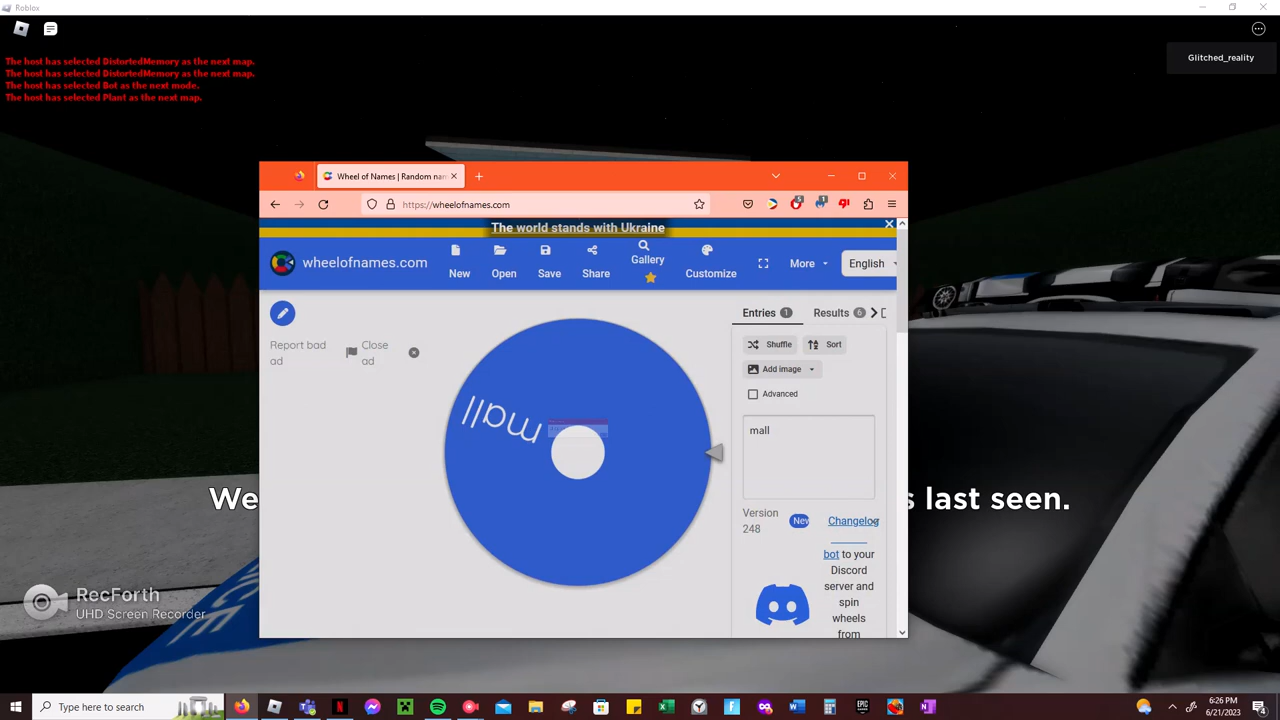 Roblox
Glitched_reality
The host has selected DistortedMemory as the next map.
The host has selected DistortedMemory as the next map.
The host has selected Bot as the next mode.
The host has selected Plant as the next map.
Wheel of Names | Random nam
https://wheelofnames.com
6
1
The world stands with Ukraine
wheelofnames.com
New
Open
Save
Share
Gallery
Customize
More
English
Report bad ad
Close ad
Entries 1
Results 6
Shuffle
Sort
Add image
Advanced
mall
mall
We
s last seen.
Version 248
New
Changelog
bot to your
Discord
server and
spin
wheels
from
RecForth
UHD Screen Recorder
Type here to search
6:26 PM
6/21/2023